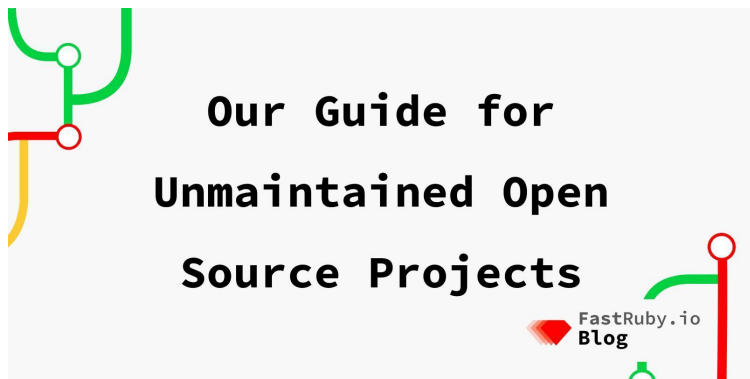 Our Guide for
Unmaintained Open
Source Projects
FastRuby.io
Blog